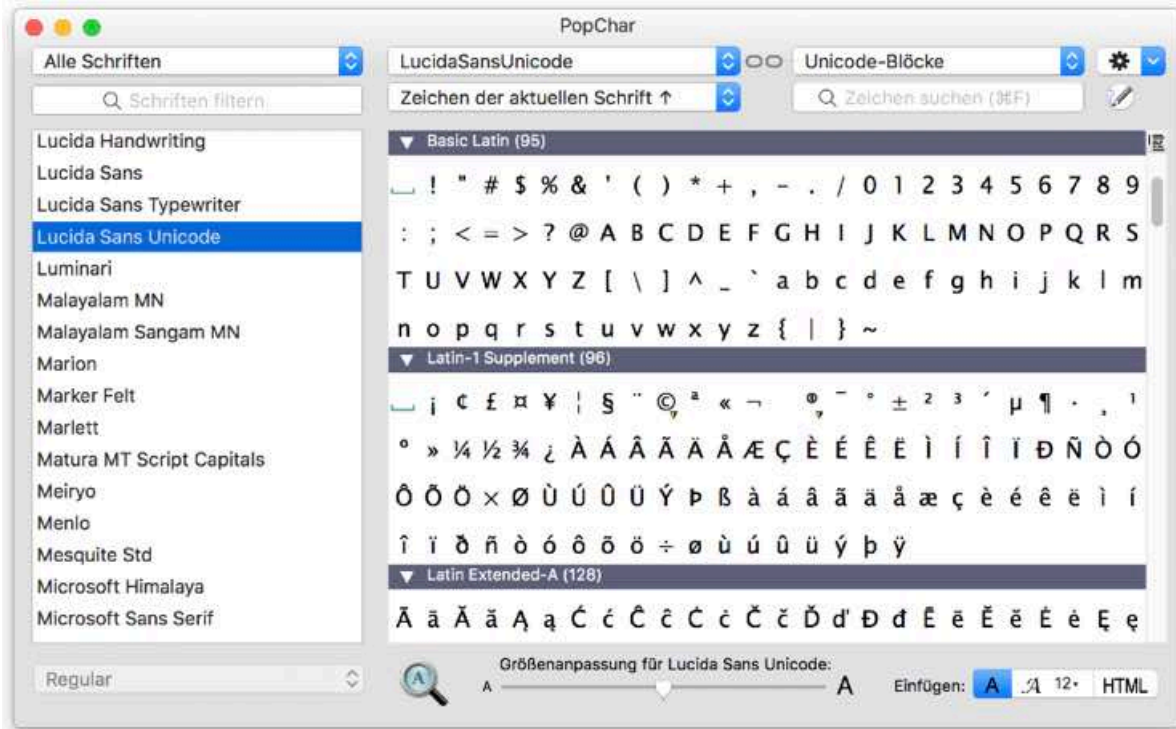 PopChar
Alle Schriften
LucidaSansUnicode
Unicode-Blöcke
Schriften filtern
Zeichen der aktuellen Schrift ↑
Zeichen suchen (⌘F)
Lucida Handwriting
Lucida Sans
Lucida Sans Typewriter
Lucida Sans Unicode
Luminari
Malayalam MN
Malayalam Sangam MN
Marion
Marker Felt
Marlett
Matura MT Script Capitals
Meiryo
Menlo
Mesquite Std
Microsoft Himalaya
Microsoft Sans Serif
Regular
▼ Basic Latin (95)
! " # $ % & ' ( ) * + , - . / 0 1 2 3 4 5 6 7 8 9
: ; < = > ? @ A B C D E F G H I J K L M N O P Q R S
T U V W X Y Z [ \ ] ^ _ ` a b c d e f g h i j k l m
n o p q r s t u v w x y z { | } ~
▼ Latin-1 Supplement (96)
¡ ¢ £ ¤ ¥ ¦ § ¨ © ª « ¬ ® ¯ ° ± ² ³ ´ µ ¶ · ¸ ¹
º » ¼ ½ ¾ ¿ À Á Â Ã Ä Å Æ Ç È É Ê Ë Ì Í Î Ï Ð Ñ Ò Ó
Ô Õ Ö × Ø Ù Ú Û Ü Ý Þ ß à á â ã ä å æ ç è é ê ë ì í
î ï ð ñ ò ó ô õ ö ÷ ø ù ú û ü ý þ ÿ
▼ Latin Extended-A (128)
Ā ā Ă ă Ą ą Ć ć Ĉ ĉ Ċ ċ Č č Ď ď Đ đ Ē ē Ĕ ĕ Ė ė Ę ę
Größenanpassung für Lucida Sans Unicode:
A A
Einfügen: A A 12 HTML